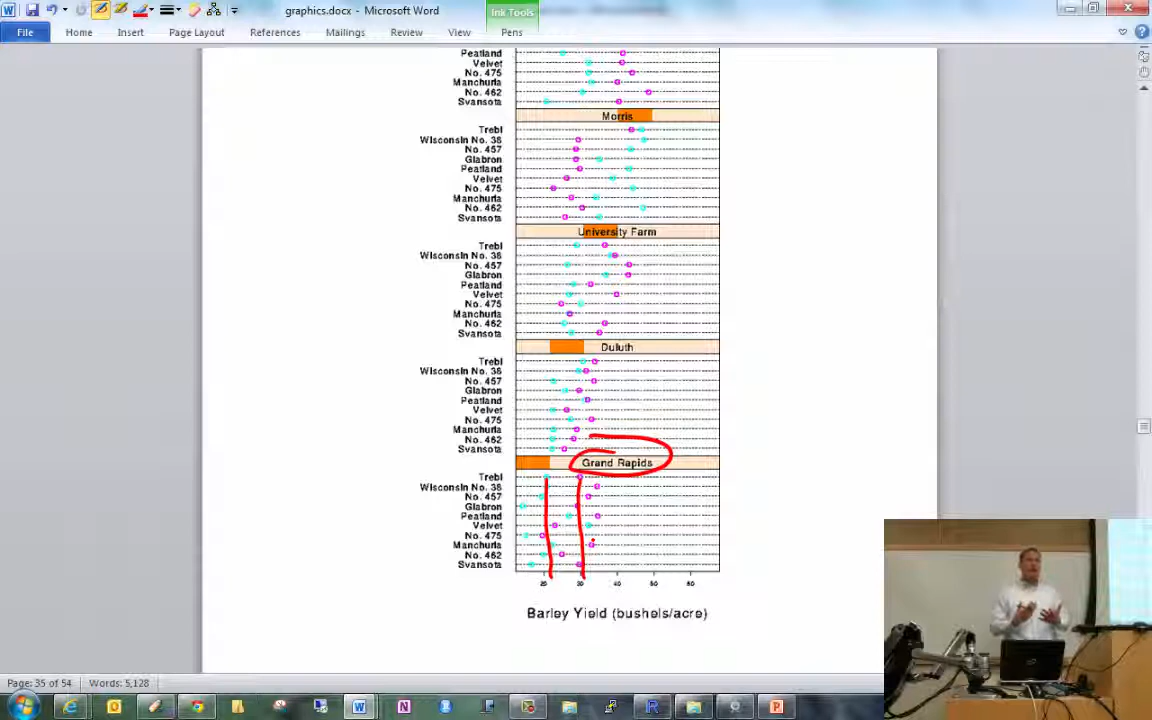 graphics.docx - Microsoft Word
Ink Tools
File Home Insert Page Layout References Mailings Review View Pens
Peatland
Velvet
No. 475
Manchuria
No. 462
Svansota
Morris
Trebi
Wisconsin No. 38
No. 457
Glabron
Peatland
Velvet
No. 475
Manchuria
No. 462
Svansota
University Farm
Trebi
Wisconsin No. 38
No. 457
Glabron
Peatland
Velvet
No. 475
Manchuria
No. 462
Svansota
Duluth
Trebi
Wisconsin No. 38
No. 457
Glabron
Peatland
Velvet
No. 475
Manchuria
No. 462
Svansota
Grand Rapids
Trebi
Wisconsin No. 38
No. 457
Glabron
Peatland
Velvet
No. 475
Manchuria
No. 462
Svansota
20 30 40 50 60
Barley Yield (bushels/acre)
Page: 35 of 54 Words: 5,128